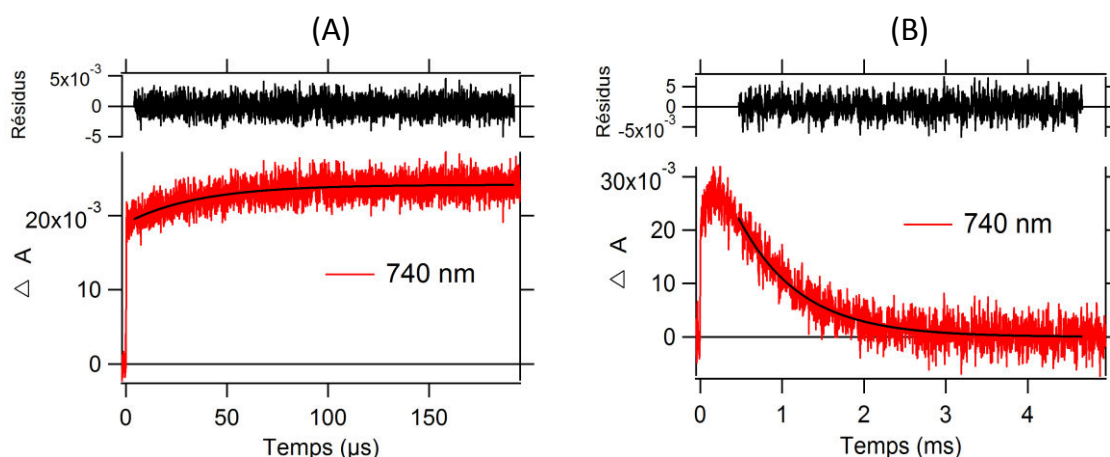 (A)
Résidus
5x10⁻³
0
-5
△ A
20x10⁻³
10
0
740 nm
0
50
100
150
Temps (µs)
(B)
Résidus
5
0
-5x10⁻³
△ A
30x10⁻³
20
10
0
740 nm
0
1
2
3
4
Temps (ms)